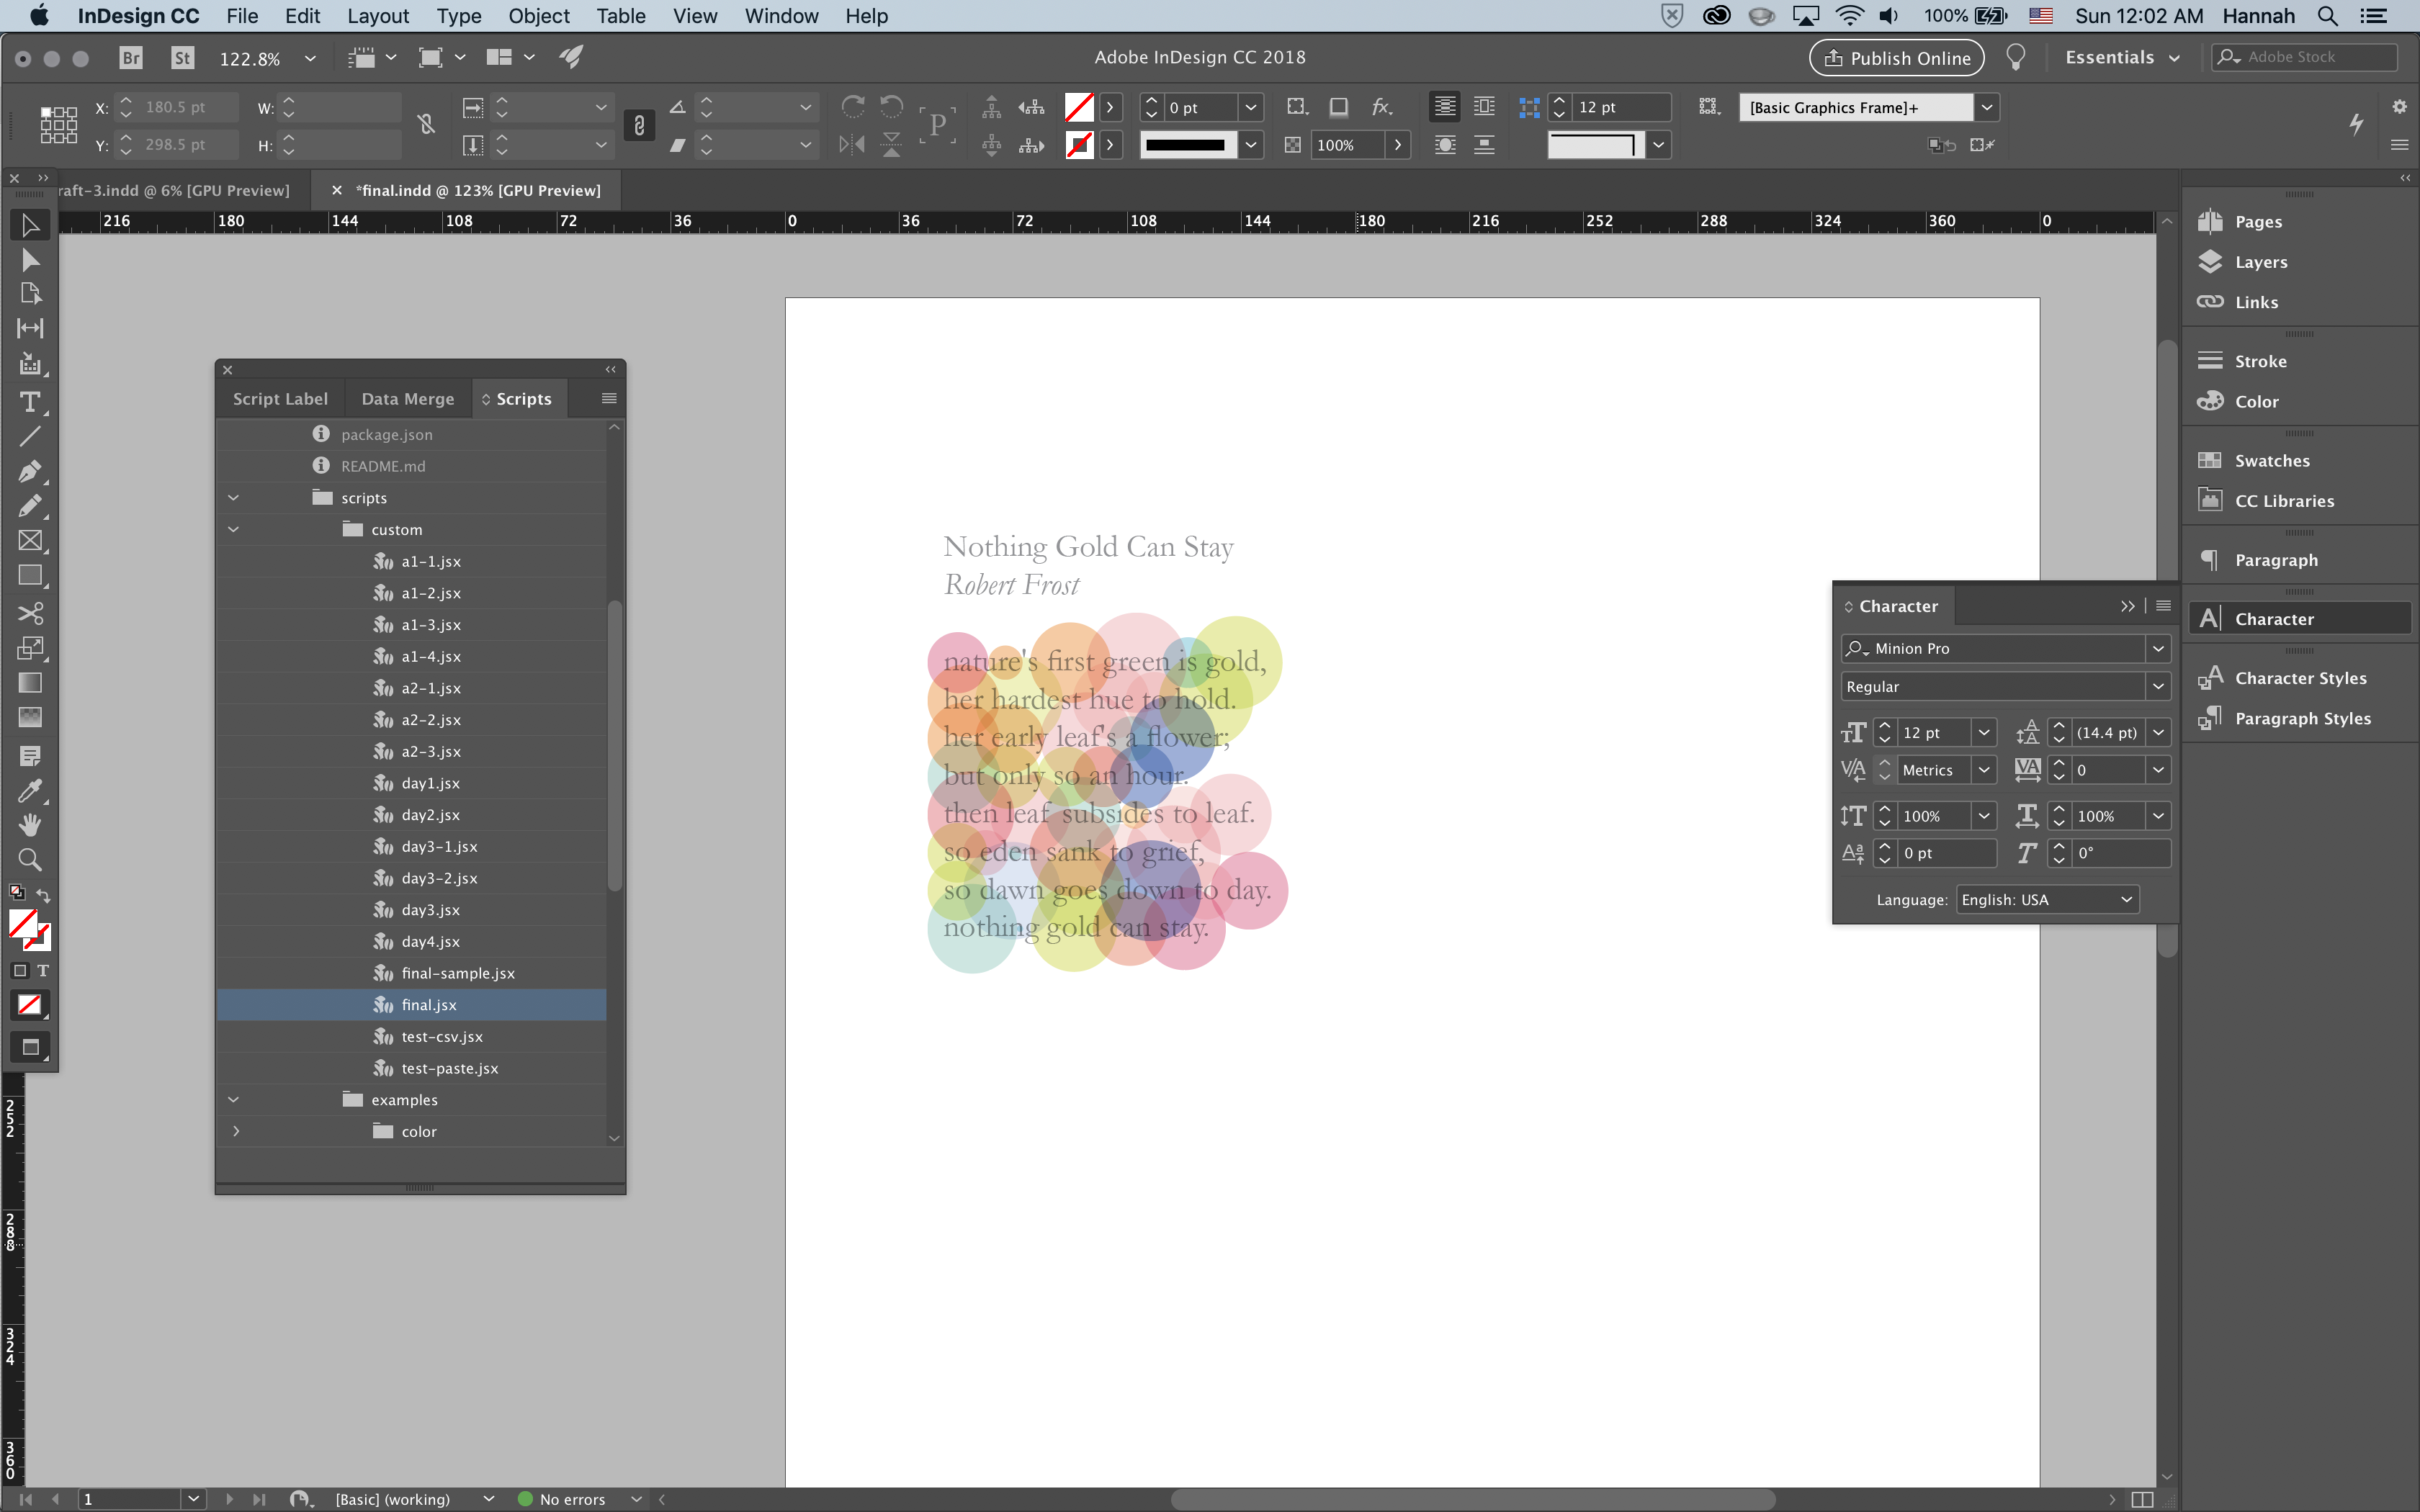 InDesign CC File Edit Layout Type Object Table View Window Help 100% Sun 12:02 AM Hannah
Br St 122.8% Adobe InDesign CC 2018 Publish Online Essentials Adobe Stock
X: 180.5 pt W: 0 pt 12 pt [Basic Graphics Frame]+
Y: 298.5 pt H: 100%
raft-3.indd @ 6% [GPU Preview] *final.indd @ 123% [GPU Preview]
216 180 144 108 72 36 0 36 72 108 144 180 216 252 288 324 360 0
Script Label Data Merge Scripts
package.json
README.md
scripts
custom
a1-1.jsx
a1-2.jsx
a1-3.jsx
a1-4.jsx
a2-1.jsx
a2-2.jsx
a2-3.jsx
day1.jsx
day2.jsx
day3-1.jsx
day3-2.jsx
day3.jsx
day4.jsx
final-sample.jsx
final.jsx
test-csv.jsx
test-paste.jsx
examples
color
Nothing Gold Can Stay
Robert Frost
nature's first green is gold,
her hardest hue to hold.
her early leaf's a flower;
but only so an hour.
then leaf subsides to leaf.
so eden sank to grief,
so dawn goes down to day.
nothing gold can stay.
Character
Minion Pro
Regular
12 pt (14.4 pt)
Metrics 0
100% 100%
0 pt 0°
Language: English: USA
Pages
Layers
Links
Stroke
Color
Swatches
CC Libraries
Paragraph
Character
Character Styles
Paragraph Styles
252
288
324
360
1 [Basic] (working) No errors